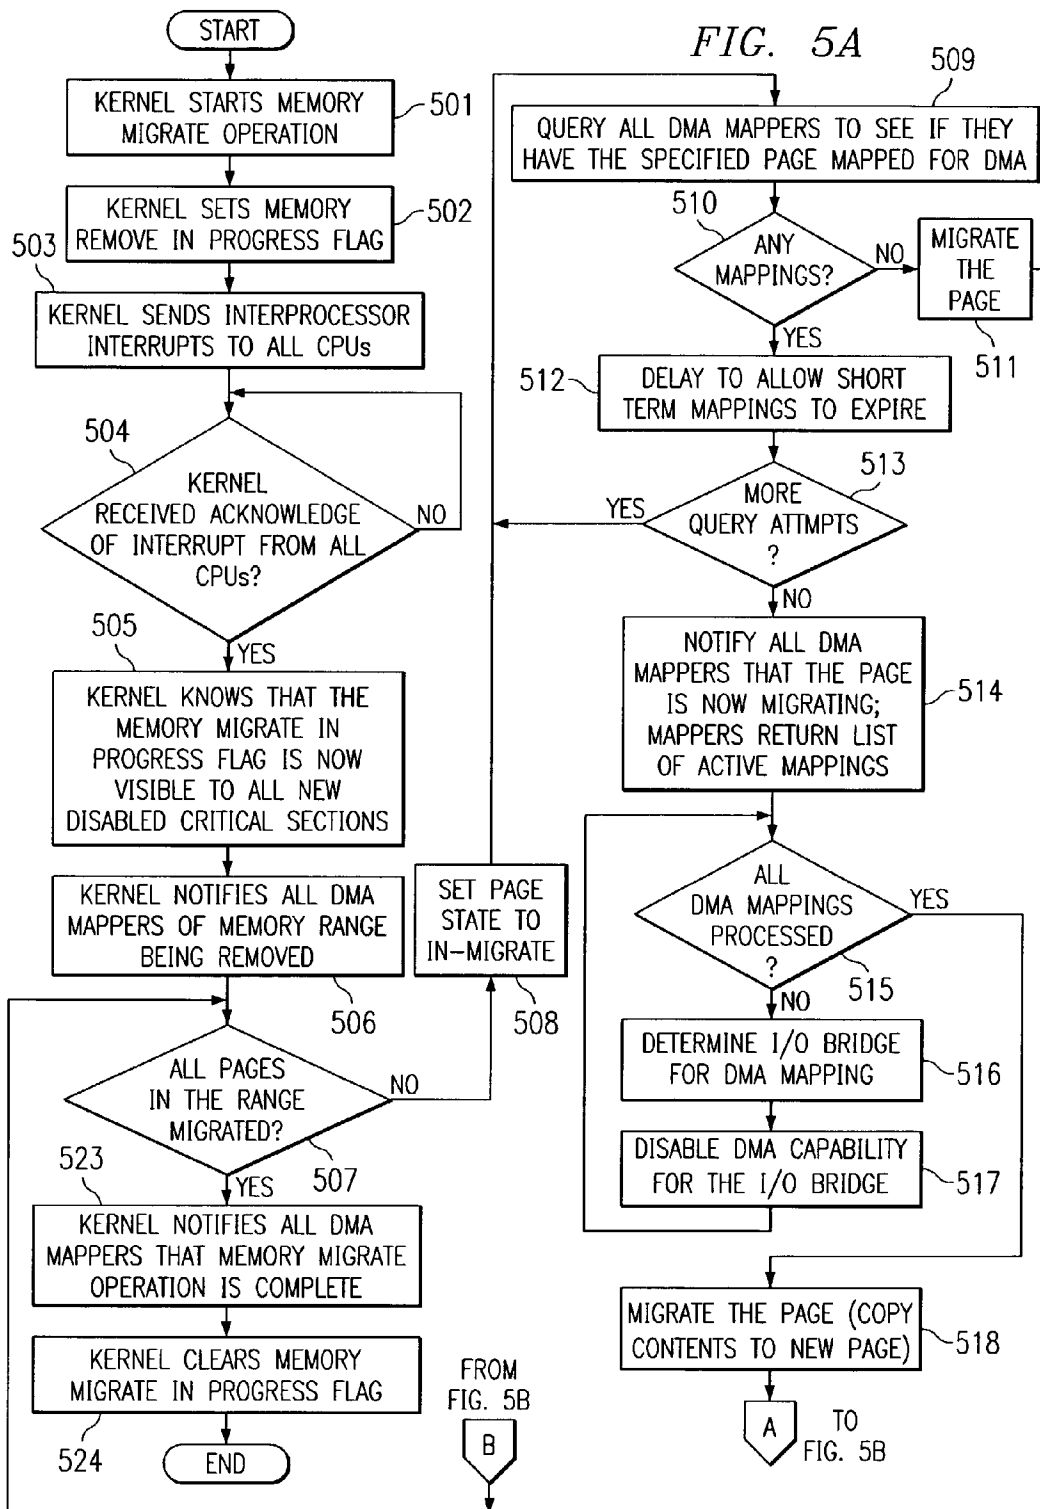 FIG. 5A
START
KERNEL STARTS MEMORY
MIGRATE OPERATION
501
KERNEL SETS MEMORY
REMOVE IN PROGRESS FLAG
502
503
KERNEL SENDS INTERPROCESSOR
INTERRUPTS TO ALL CPUs
504
KERNEL
RECEIVED ACKNOWLEDGE
OF INTERRUPT FROM ALL
CPUs?
NO
YES
505
KERNEL KNOWS THAT THE
MEMORY MIGRATE IN
PROGRESS FLAG IS NOW
VISIBLE TO ALL NEW
DISABLED CRITICAL SECTIONS
KERNEL NOTIFIES ALL DMA
MAPPERS OF MEMORY RANGE
BEING REMOVED
506
ALL PAGES
IN THE RANGE
MIGRATED?
NO
507
YES
523
KERNEL NOTIFIES ALL DMA
MAPPERS THAT MEMORY MIGRATE
OPERATION IS COMPLETE
KERNEL CLEARS MEMORY
MIGRATE IN PROGRESS FLAG
524
END
SET PAGE
STATE TO
IN-MIGRATE
508
509
QUERY ALL DMA MAPPERS TO SEE IF THEY
HAVE THE SPECIFIED PAGE MAPPED FOR DMA
510
ANY
MAPPINGS?
NO
MIGRATE
THE
PAGE
511
YES
512
DELAY TO ALLOW SHORT
TERM MAPPINGS TO EXPIRE
513
MORE
QUERY ATTMPTS
?
YES
NO
NOTIFY ALL DMA
MAPPERS THAT THE PAGE
IS NOW MIGRATING;
MAPPERS RETURN LIST
OF ACTIVE MAPPINGS
514
ALL
DMA MAPPINGS
PROCESSED
?
YES
515
NO
DETERMINE I/O BRIDGE
FOR DMA MAPPING
516
DISABLE DMA CAPABILITY
FOR THE I/O BRIDGE
517
MIGRATE THE PAGE (COPY
CONTENTS TO NEW PAGE)
518
A
TO
FIG. 5B
FROM
FIG. 5B
B